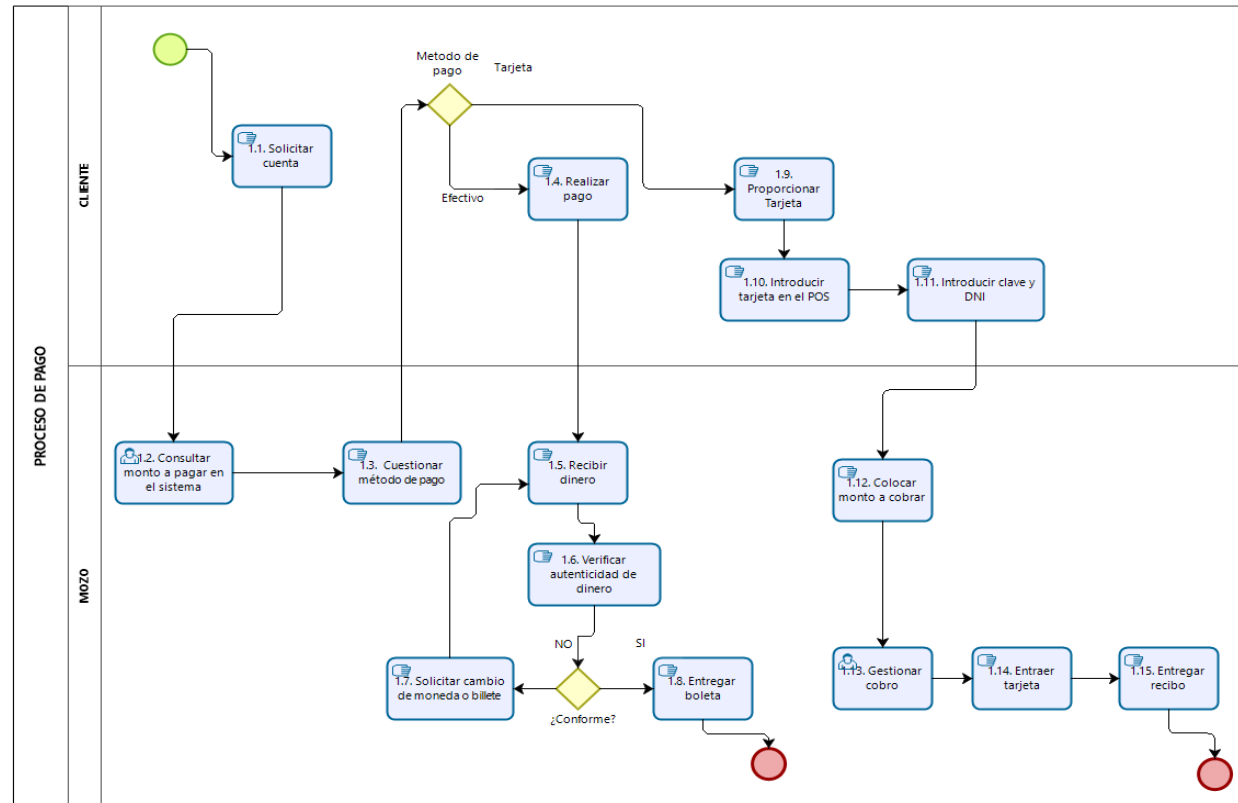 PROCESO DE PAGO
CLIENTE
Metodo de
pago
Tarjeta
1.1. Solicitar
cuenta
Efectivo
1.4. Realizar
pago
1.9.
Proporcionar
Tarjeta
1.10. Introducir
tarjeta en el POS
1.11. Introducir clave y
DNI
MOZO
1.2. Consultar
monto a pagar en
el sistema
1.3. Cuestionar
método de pago
1.5. Recibir
dinero
1.12. Colocar
monto a cobrar
1.6. Verificar
autenticidad de
dinero
NO
SI
1.7. Solicitar cambio
de moneda o billete
¿Conforme?
1.8. Entregar
boleta
1.13. Gestionar
cobro
1.14. Entraer
tarjeta
1.15. Entregar
recibo